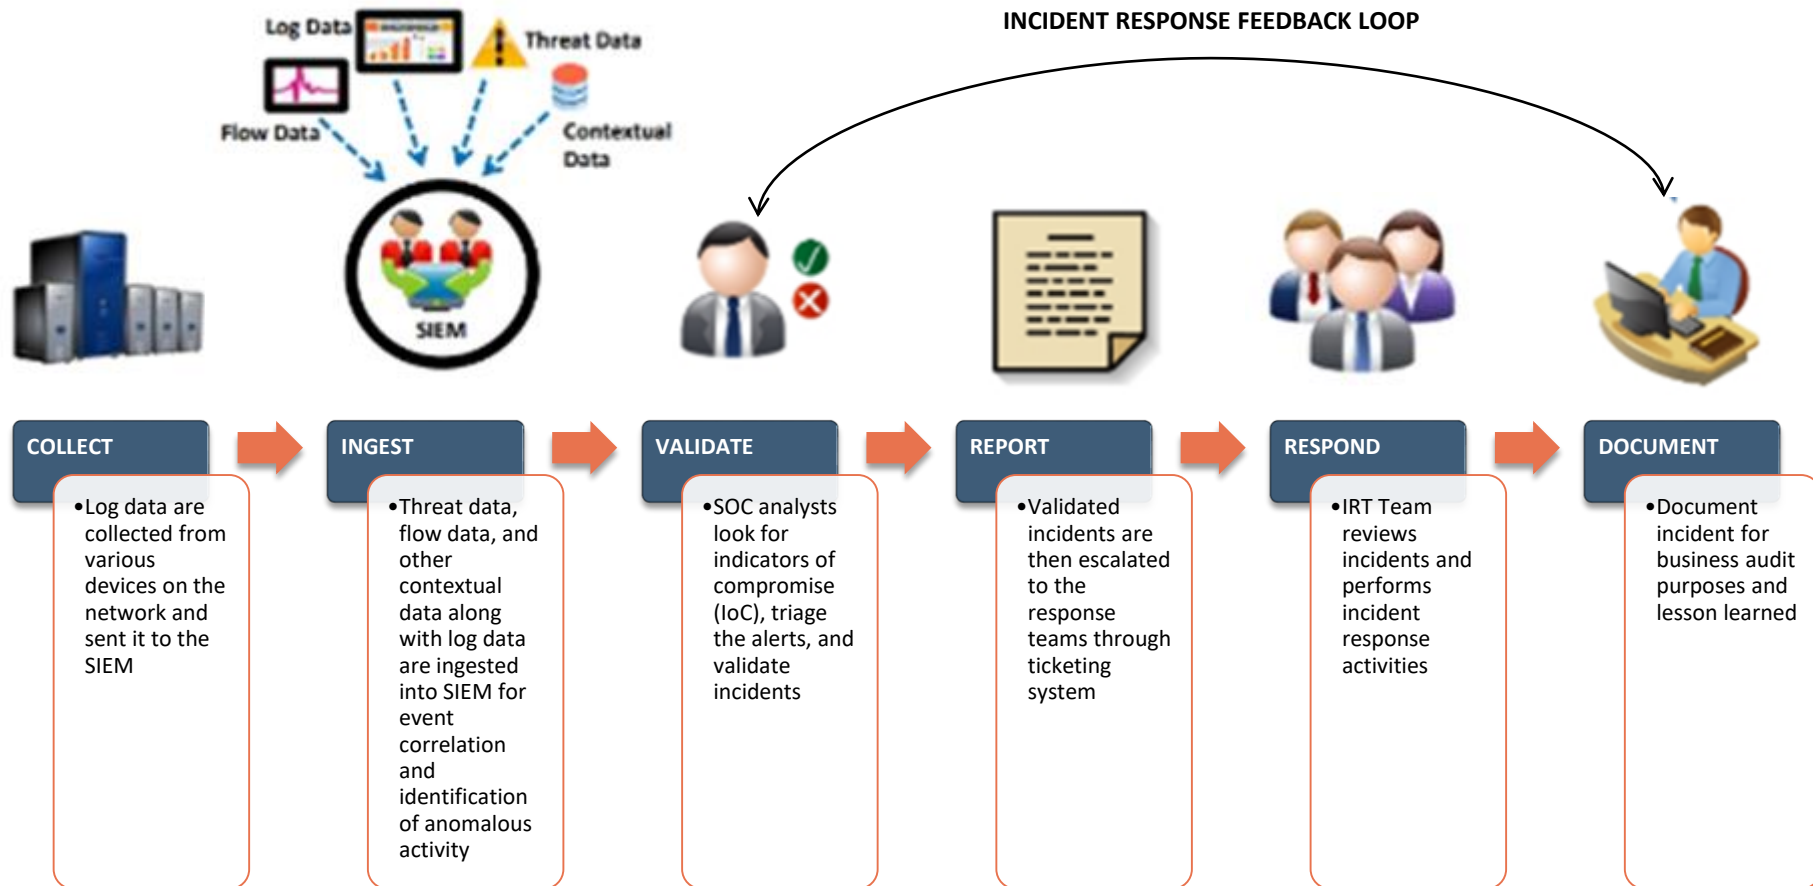 INCIDENT RESPONSE FEEDBACK LOOP
Log Data
Threat Data
Flow Data
Contextual
Data
SIEM
COLLECT
•Log data are
collected from
various
devices on the
network and
sent it to the
SIEM
INGEST
•Threat data,
flow data, and
other
contextual
data along
with log data
are ingested
into SIEM for
event
correlation
and
identification
of anomalous
activity
VALIDATE
•SOC analysts
look for
indicators of
compromise
(IoC), triage
the alerts, and
validate
incidents
REPORT
•Validated
incidents are
then escalated
to the
response
teams through
ticketing
system
RESPOND
•IRT Team
reviews
incidents and
performs
incident
response
activities
DOCUMENT
•Document
incident for
business audit
purposes and
lesson learned